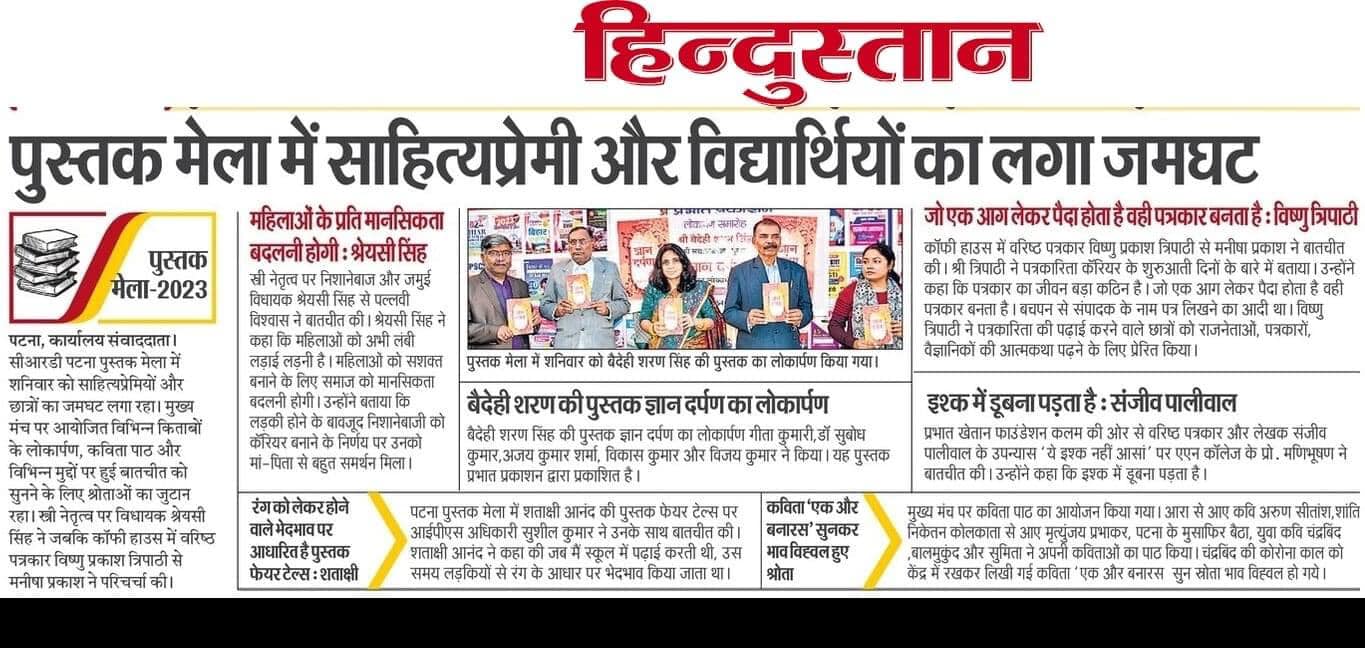 हिन्दुस्तान
पुस्तक मेला में साहित्यप्रेमी और विद्यार्थियों का लगा जमघट
पुस्तक
मेला-2023
पटना, कार्यालय संवाददाता।
सीआरडी पटना पुस्तक मेला में
शनिवार को साहित्यप्रेमियों और
छात्रों का जमघट लगा रहा। मुख्य
मंच पर आयोजित विभिन्न किताबों
के लोकार्पण, कविता पाठ और
विभिन्न मुद्दों पर हुई बातचीत को
सुनने के लिए श्रोताओं का जुटान
रहा। स्त्री नेतृत्व पर विधायक श्रेयसी
सिंह ने जबकि कॉफी हाउस में वरिष्ठ
पत्रकार विष्णु प्रकाश त्रिपाठी से
मनीषा प्रकाश ने परिचर्चा की।
महिलाओं के प्रति मानसिकता
बदलनी होगी : श्रेयसी सिंह
स्त्री नेतृत्व पर निशानेबाज और जमुई
विधायक श्रेयसी सिंह से पल्लवी
विश्वास ने बातचीत की। श्रेयसी सिंह ने
कहा कि महिलाओं को अभी लंबी
लड़ाई लड़नी है। महिलाओं को सशक्त
बनाने के लिए समाज को मानसिकता
बदलनी होगी। उन्होंने बताया कि
लड़की होने के बावजूद निशानेबाजी को
कॅरियर बनाने के निर्णय पर उनको
मां-पिता से बहुत समर्थन मिला।
पुस्तक मेला में शनिवार को बैदेही शरण सिंह की पुस्तक का लोकार्पण किया गया।
बैदेही शरण की पुस्तक ज्ञान दर्पण का लोकार्पण
बैदेही शरण सिंह की पुस्तक ज्ञान दर्पण का लोकार्पण गीता कुमारी,डॉ सुबोध
कुमार,अजय कुमार शर्मा, विकास कुमार और विजय कुमार ने किया। यह पुस्तक
प्रभात प्रकाशन द्वारा प्रकाशित है।
जो एक आग लेकर पैदा होता है वही पत्रकार बनता है : विष्णु त्रिपाठी
कॉफी हाउस में वरिष्ठ पत्रकार विष्णु प्रकाश त्रिपाठी से मनीषा प्रकाश ने बातचीत
की। श्री त्रिपाठी ने पत्रकारिता कॅरियर के शुरुआती दिनों के बारे में बताया। उन्होंने
कहा कि पत्रकार का जीवन बड़ा कठिन है। जो एक आग लेकर पैदा होता है वही
पत्रकार बनता है। बचपन से संपादक के नाम पत्र लिखने का आदी था। विष्णु
त्रिपाठी ने पत्रकारिता की पढ़ाई करने वाले छात्रों को राजनेताओं, पत्रकारों,
वैज्ञानिकों की आत्मकथा पढ़ने के लिए प्रेरित किया।
इश्क में डूबना पड़ता है : संजीव पालीवाल
प्रभात खेतान फाउंडेशन कलम की ओर से वरिष्ठ पत्रकार और लेखक संजीव
पालीवाल के उपन्यास 'ये इश्क नहीं आसां' पर एएन कॉलेज के प्रो. मणिभूषण ने
बातचीत की। उन्होंने कहा कि इश्क में डूबना पड़ता है।
रंग को लेकर होने
वाले भेदभाव पर
आधारित है पुस्तक
फेयर टेल्स : शताक्षी
पटना पुस्तक मेला में शताक्षी आनंद की पुस्तक फेयर टेल्स पर
आईपीएस अधिकारी सुशील कुमार ने उनके साथ बातचीत की।
शताक्षी आनंद ने कहा की जब मैं स्कूल में पढ़ाई करती थी, उस
समय लड़कियों से रंग के आधार पर भेदभाव किया जाता था।
कविता 'एक और
बनारस' सुनकर
भाव विह्वल हुए
श्रोता
मुख्य मंच पर कविता पाठ का आयोजन किया गया। आरा से आए कवि अरुण सीतांश,शांति
निकेतन कोलकाता से आए मृत्युंजय प्रभाकर, पटना के मुसाफिर बैठा, युवा कवि चंद्रबिंद
,बालमुकुंद और सुमिता ने अपनी कविताओं का पाठ किया। चंद्रबिंद की कोरोना काल को
केंद्र में रखकर लिखी गई कविता 'एक और बनारस सुन स्रोता भाव विह्वल हो गये।